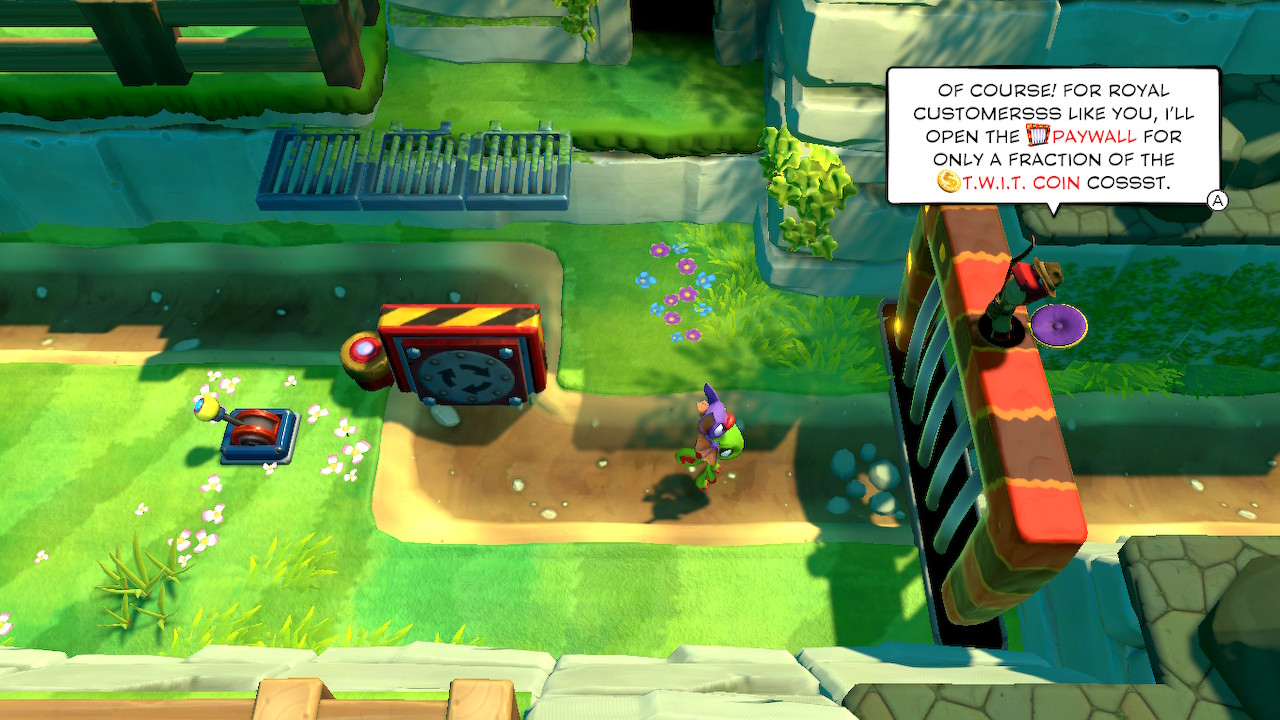 OF COURSE! FOR ROYAL
CUSTOMERSSS LIKE YOU, I'LL
OPEN THE PAYWALL FOR
ONLY A FRACTION OF THE
T.W.I.T. COIN COSSST.
A